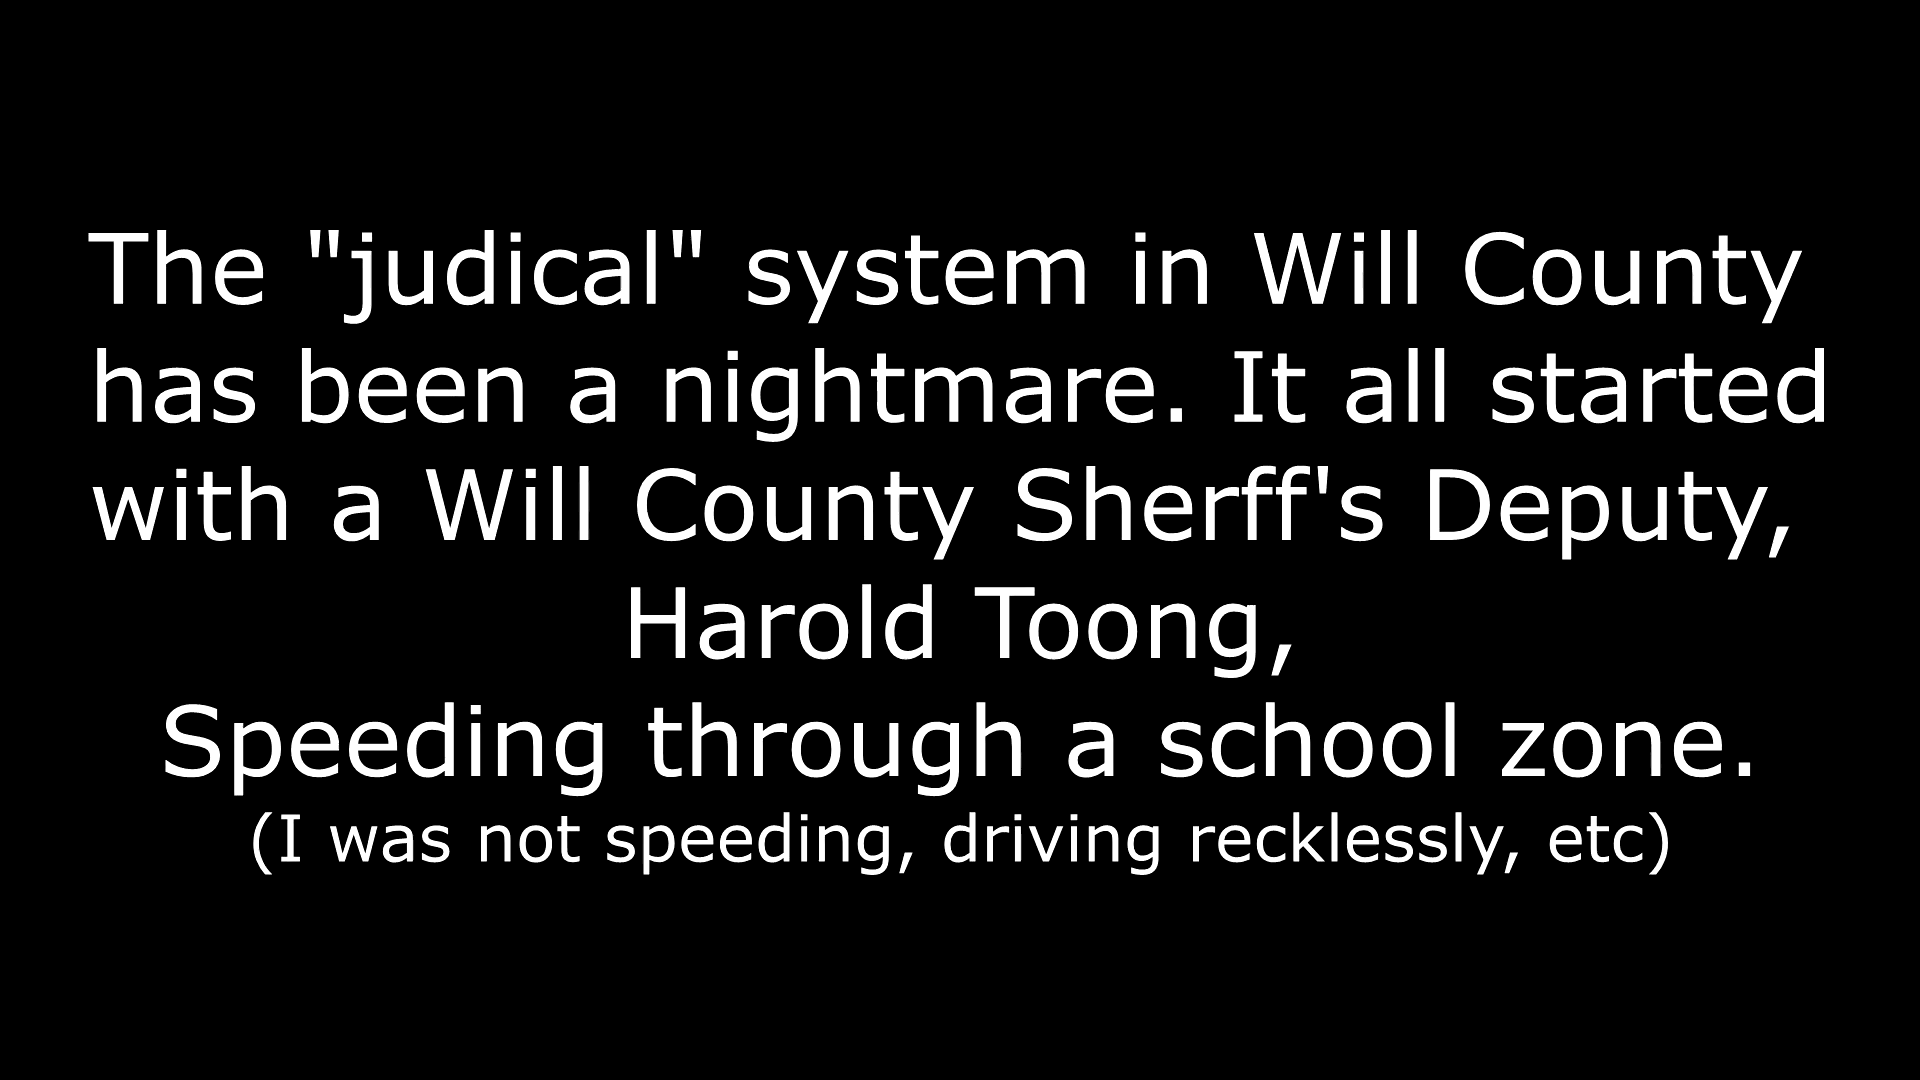 The "judical" system in Will County
has been a nightmare. It all started
with a Will County Sherff's Deputy,
Harold Toong,
Speeding through a school zone.
(I was not speeding, driving recklessly, etc)